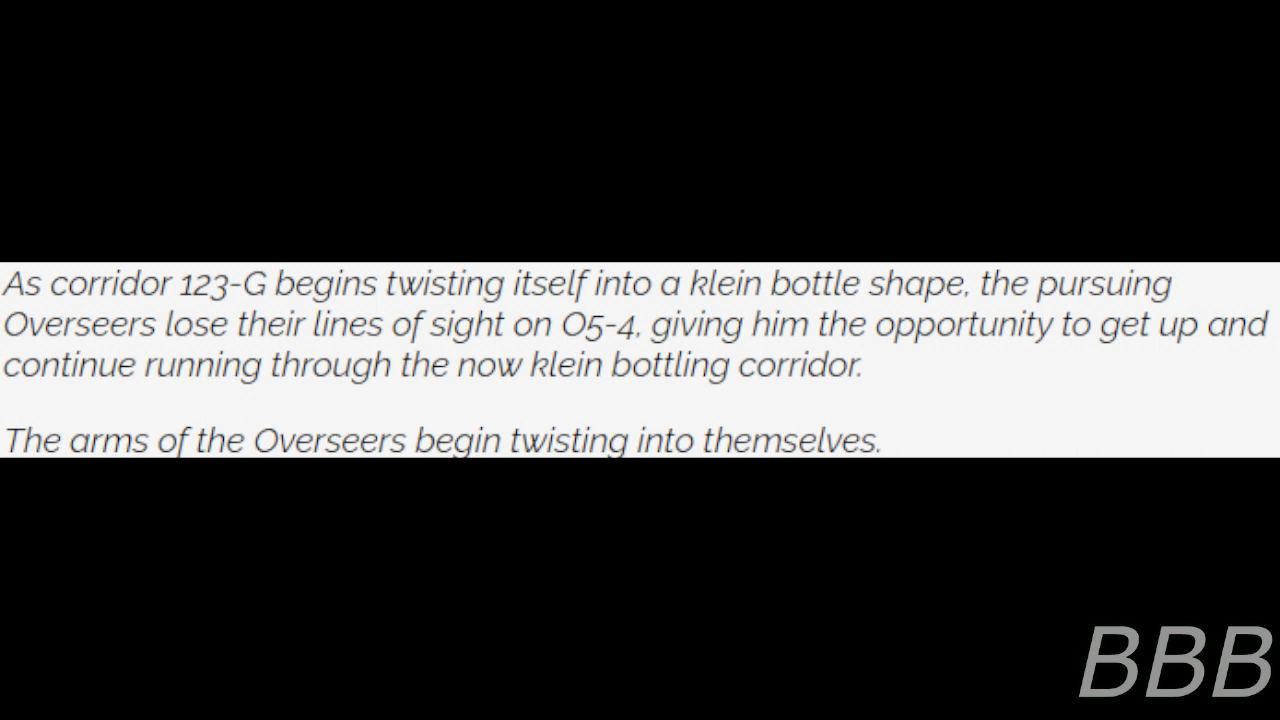 As corridor 123-G begins twisting itself into a klein bottle shape, the pursuing
Overseers lose their lines of sight on O5-4, giving him the opportunity to get up and
continue running through the now klein bottling corridor.
The arms of the Overseers begin twisting into themselves.
BBB